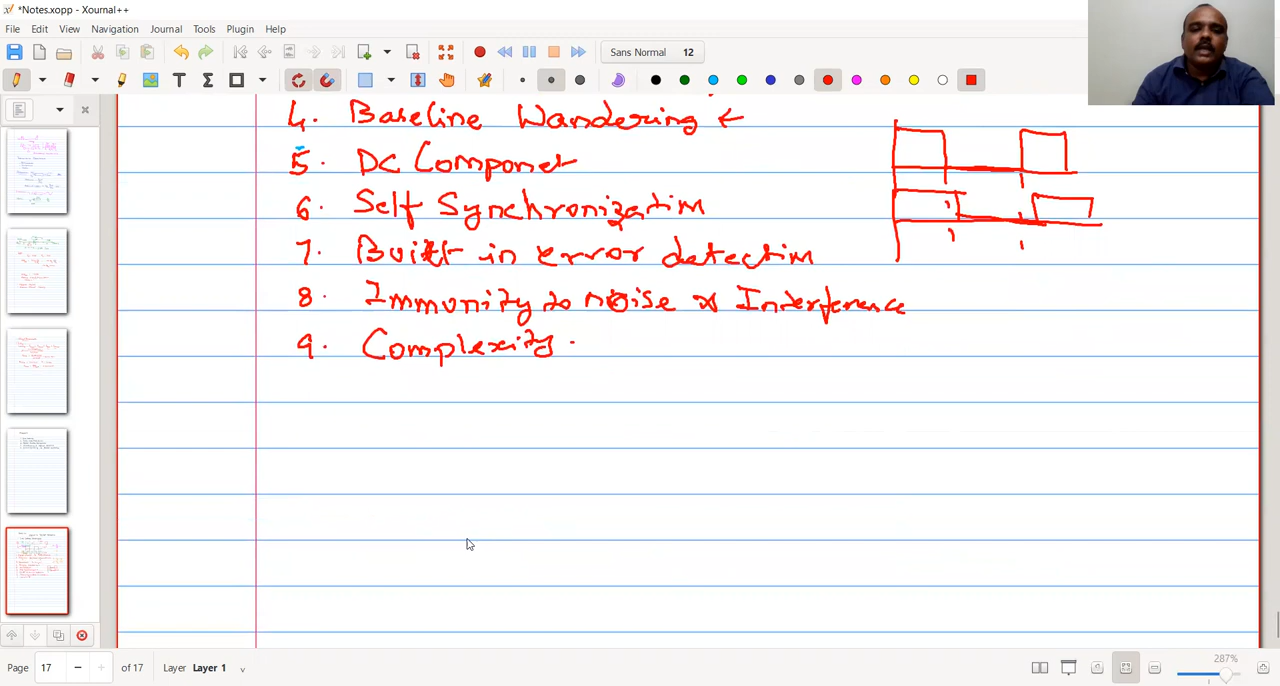 *Notes.xopp - Xournal++
File Edit View Navigation Journal Tools Plugin Help
Sans Normal 12
4. Baseline Wandering ←
5. DC Componet
6. Self Synchronization
7. Built in error detection
8. Immunity to noise & Interference
9. Complexity.
Page 17 of 17 Layer Layer 1 287%